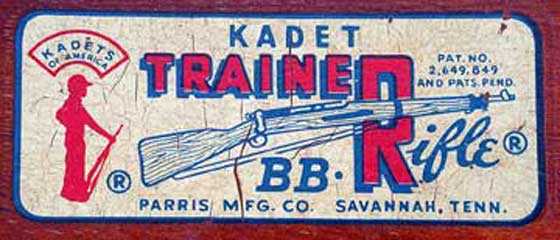 KADETS
OF AMERICA
®
KADET
TRAINER
BB·Rifle®
PAT. NO.
2,649,849
AND PATS. PEND.
PARRIS MFG. CO. SAVANNAH, TENN.